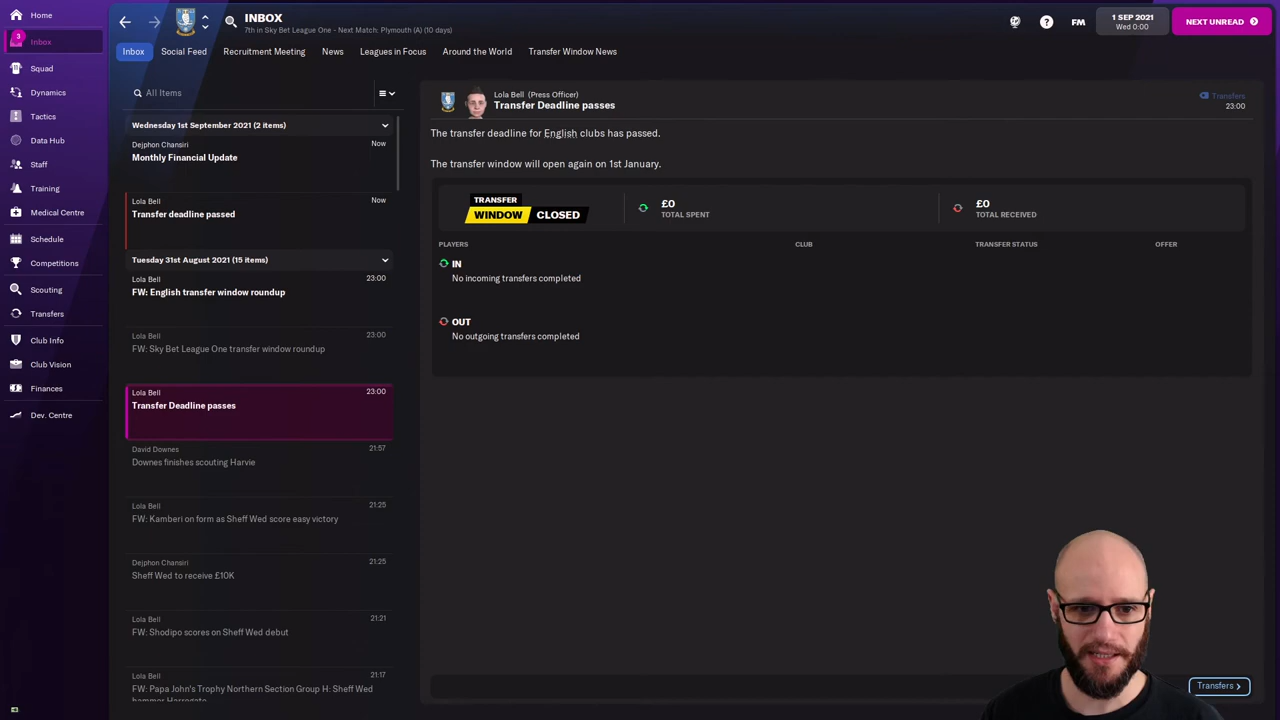 Home
3
Inbox
Squad
Dynamics
Tactics
Data Hub
Staff
Training
Medical Centre
Schedule
Competitions
Scouting
Transfers
Club Info
Club Vision
Finances
Dev. Centre
INBOX
7th in Sky Bet League One - Next Match: Plymouth (A) (10 days)
?
FM
1 SEP 2021
Wed 0:00
NEXT UNREAD
Inbox
Social Feed
Recruitment Meeting
News
Leagues in Focus
Around the World
Transfer Window News
All Items
Wednesday 1st September 2021 (2 items)
Dejphon Chansiri
Now
Monthly Financial Update
Lola Bell
Now
Transfer deadline passed
Tuesday 31st August 2021 (15 items)
Lola Bell
23:00
FW: English transfer window roundup
Lola Bell
23:00
FW: Sky Bet League One transfer window roundup
Lola Bell
23:00
Transfer Deadline passes
David Downes
21:57
Downes finishes scouting Harvie
Lola Bell
21:25
FW: Kamberi on form as Sheff Wed score easy victory
Dejphon Chansiri
21:25
Sheff Wed to receive £10K
Lola Bell
21:21
FW: Shodipo scores on Sheff Wed debut
Lola Bell
21:17
FW: Papa John's Trophy Northern Section Group H: Sheff Wed
hammer Harrogate
Lola Bell (Press Officer)
Transfer Deadline passes
Transfers
23:00
The transfer deadline for English clubs has passed.
The transfer window will open again on 1st January.
TRANSFER
WINDOW CLOSED
£0
TOTAL SPENT
£0
TOTAL RECEIVED
PLAYERS
CLUB
TRANSFER STATUS
OFFER
IN
No incoming transfers completed
OUT
No outgoing transfers completed
Transfers